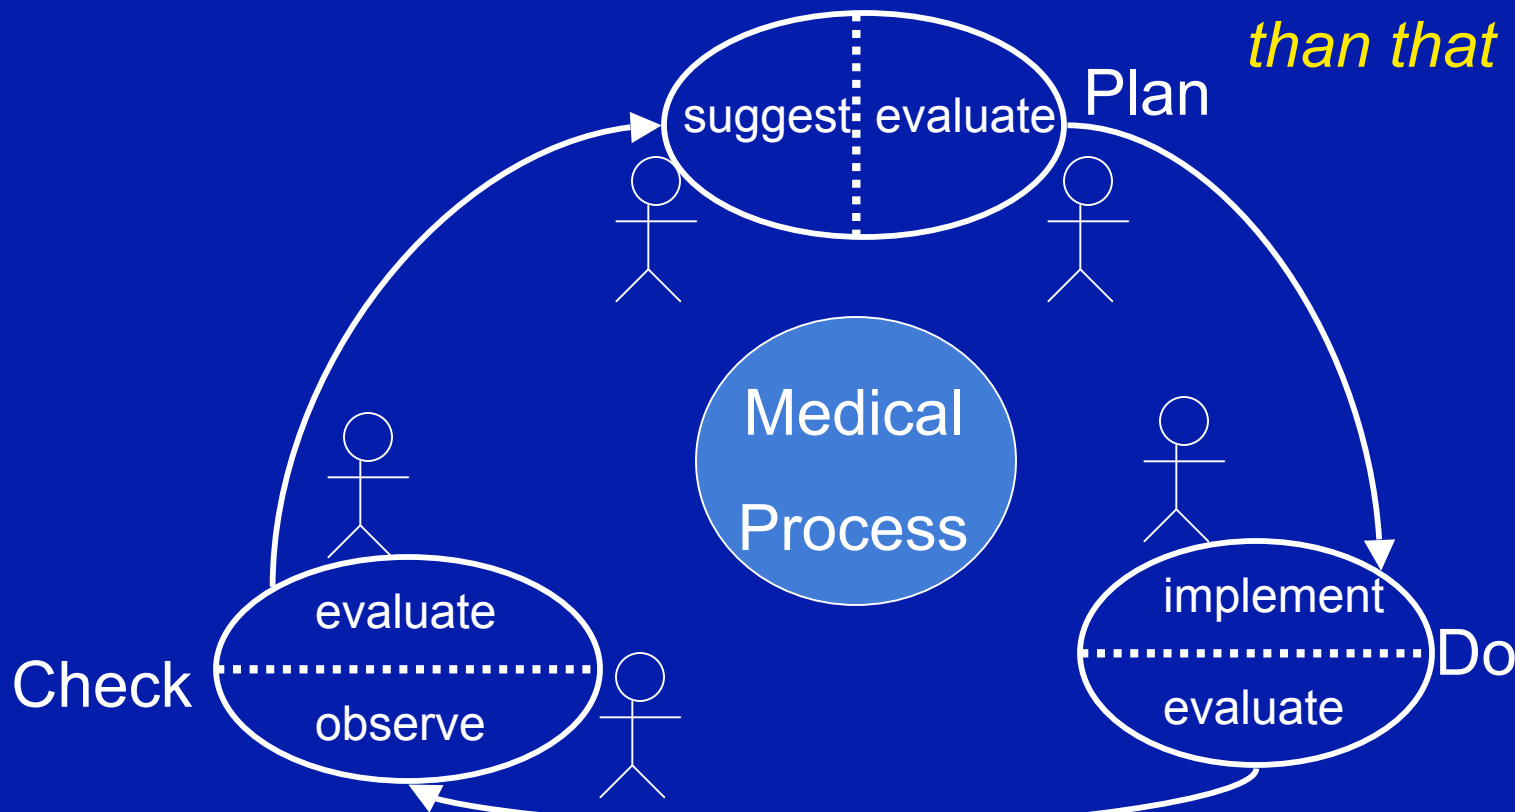 than that
Plan
suggest evaluate
Medical
Process
implement
Do
evaluate
evaluate
Check
observe